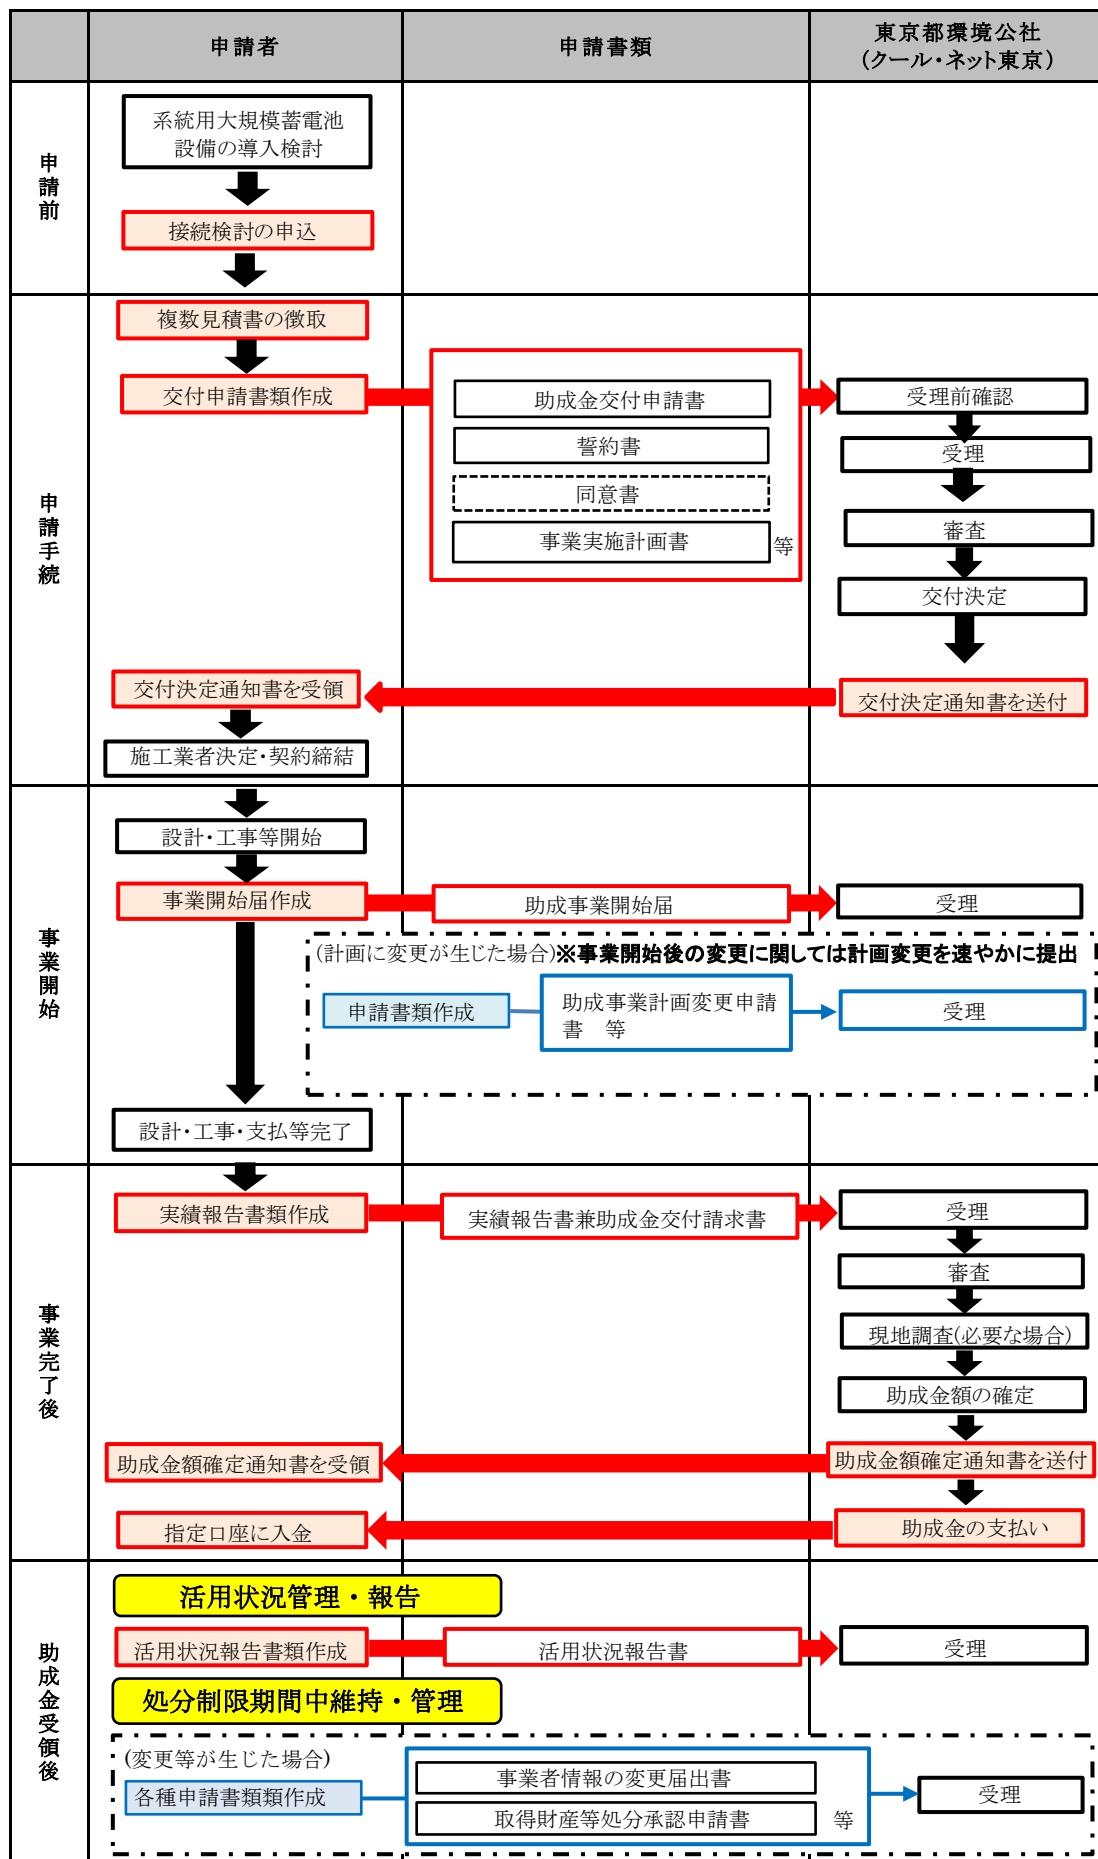 申請者
申請書類
東京都環境公社
(クール・ネット東京)
申請前
系統用大規模蓄電池
設備の導入検討
接続検討の申込
申請手続
複数見積書の徴取
交付申請書類作成
助成金交付申請書
誓約書
同意書
事業実施計画書
等
受理前確認
受理
審査
交付決定
交付決定通知書を受領
交付決定通知書を送付
施工業者決定・契約締結
事業開始
設計・工事等開始
事業開始届作成
助成事業開始届
受理
(計画に変更が生じた場合)※事業開始後の変更に関しては計画変更を速やかに提出
申請書類作成
助成事業計画変更申請
書 等
受理
設計・工事・支払等完了
事業完了後
実績報告書類作成
実績報告書兼助成金交付請求書
受理
審査
現地調査(必要な場合)
助成金額の確定
助成金額確定通知書を受領
助成金額確定通知書を送付
指定口座に入金
助成金の支払い
助成金受領後
活用状況管理・報告
活用状況報告書類作成
活用状況報告書
受理
処分制限期間中維持・管理
(変更等が生じた場合)
各種申請書類類作成
事業者情報の変更届出書
取得財産等処分承認申請書
等
受理